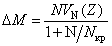 ΔM = NV_N(Z) / (1 + N/N_кр)